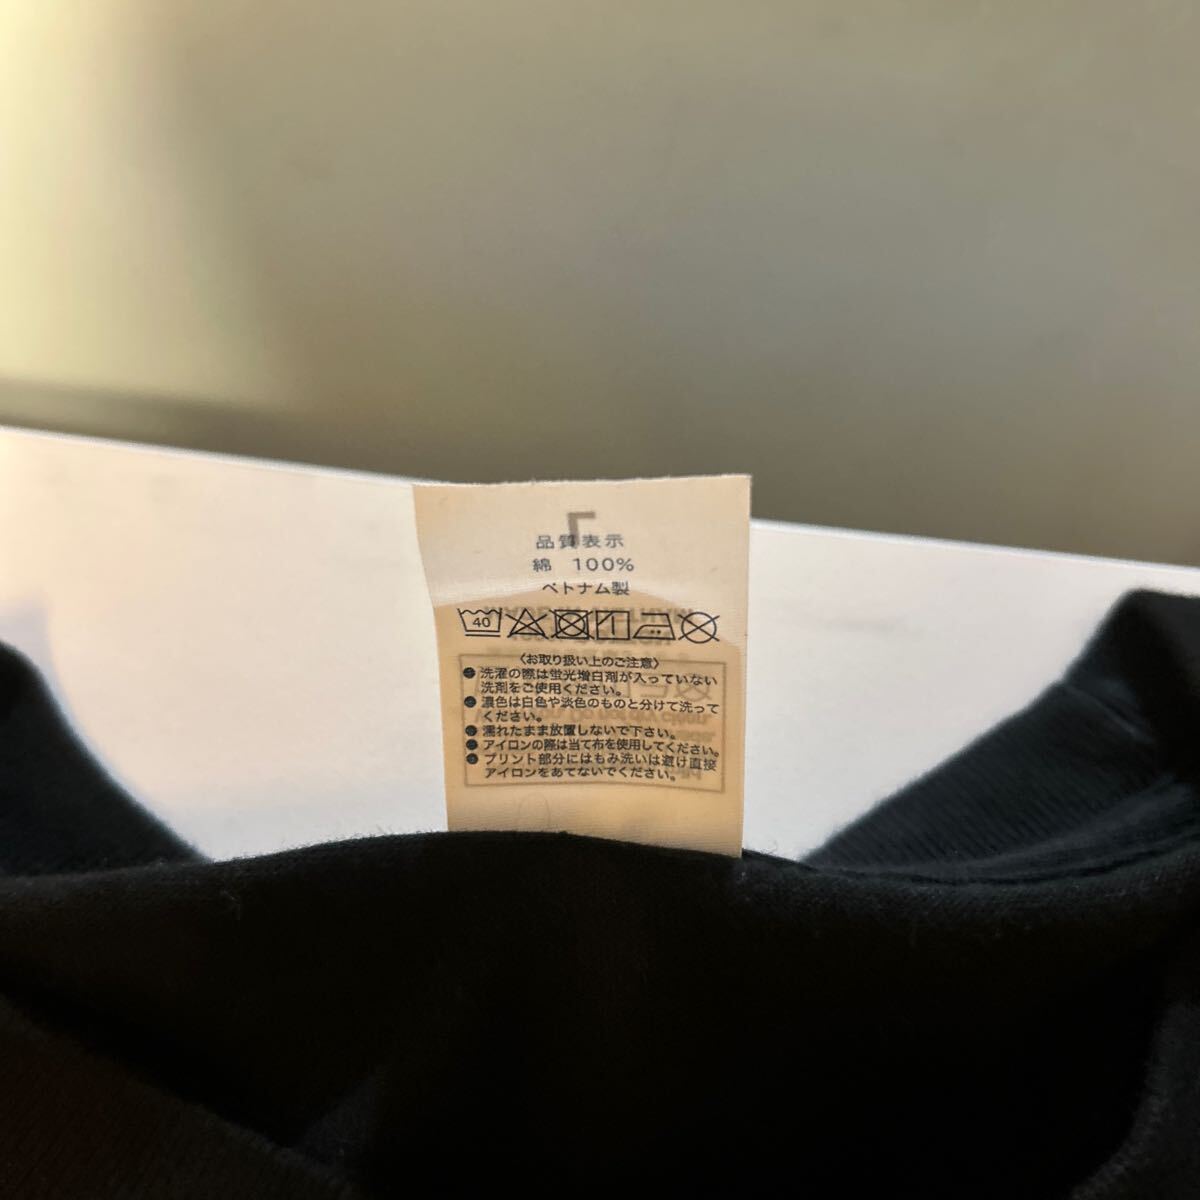 L
品質表示
綿 100%
ベトナム製
40
〈お取り扱い上のご注意〉
●洗濯の際は蛍光増白剤が入っていない
洗剤をご使用ください。
●濃色は白色や淡色のものと分けて洗って
ください。
●濡れたまま放置しないで下さい。
●アイロンの際は当て布を使用してください。
●プリント部分にはもみ洗いは避け直接
アイロンをあてないでください。